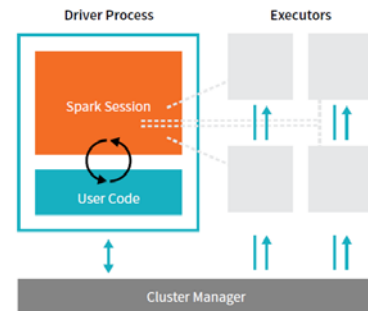 Driver Process
Executors
Spark Session
User Code
Cluster Manager